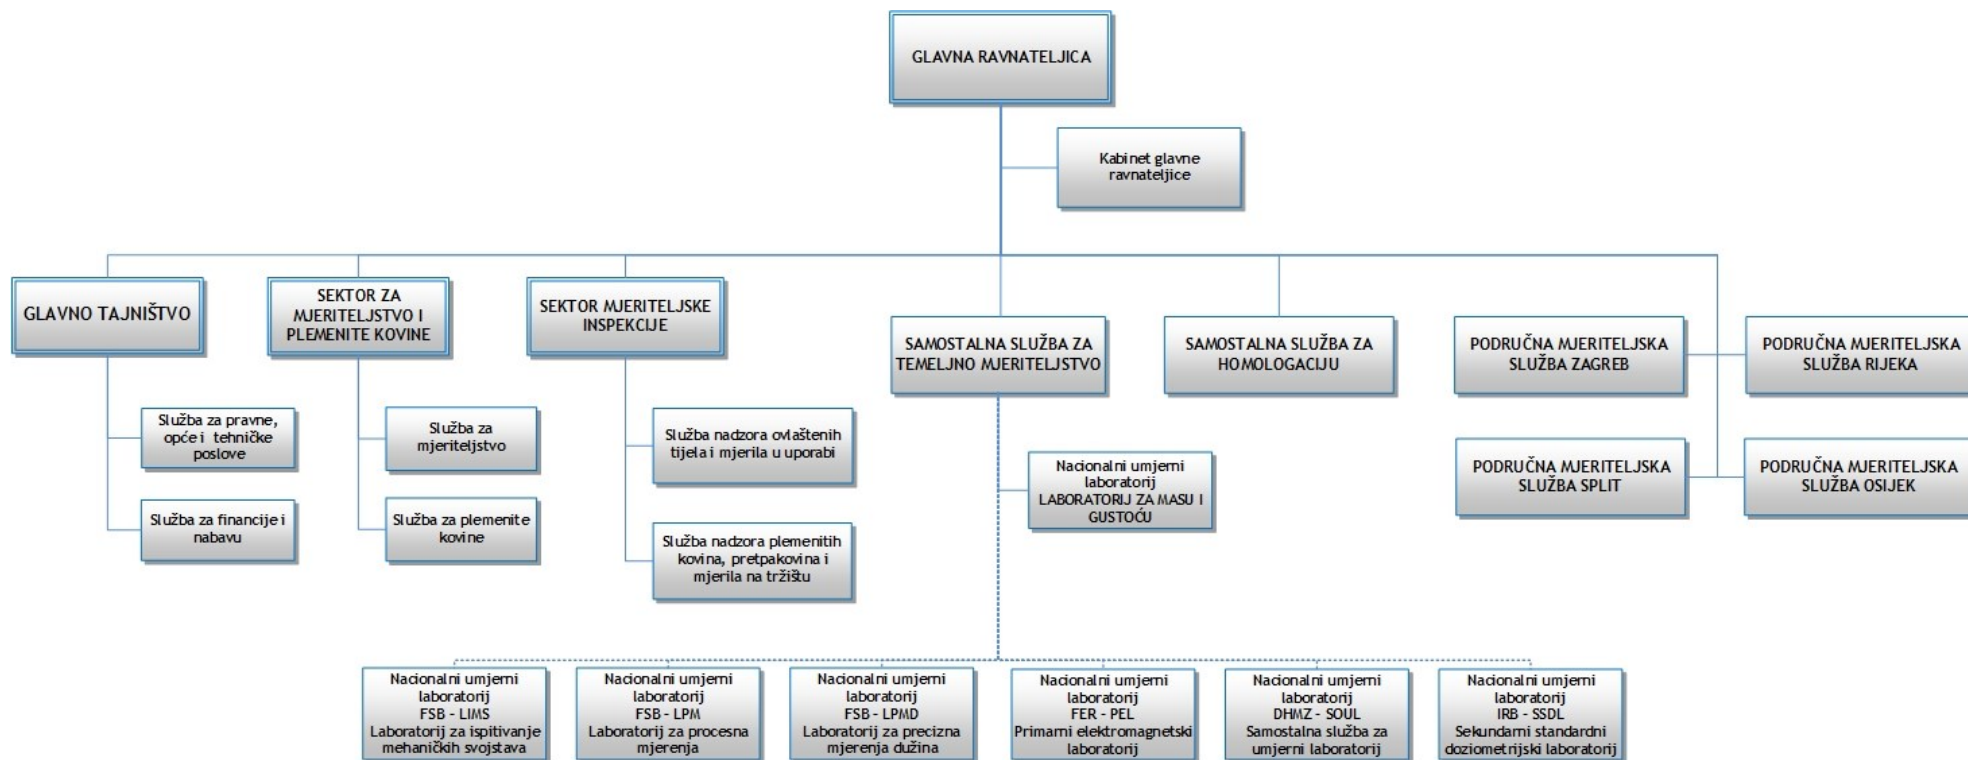 GLAVNA RAVNATELJICA
Kabinet glavne
ravnateljice
GLAVNO TAJNIŠTVO
SEKTOR ZA
MJERITELJSTVO I
PLEMENITE KOVINE
SEKTOR MJERITELJSKE
INSPEKCIJE
SAMOSTALNA SLUŽBA ZA
TEMELJNO MJERITELJSTVO
SAMOSTALNA SLUŽBA ZA
HOMOLOGACIJU
PODRUČNA MJERITELJSKA
SLUŽBA ZAGREB
PODRUČNA MJERITELJSKA
SLUŽBA RIJEKA
Služba za pravne,
opće i tehničke
poslove
Služba za
mjeriteljstvo
Služba nadzora ovlaštenih
tijela i mjerila u uporabi
Nacionalni umjerni
laboratorij
LABORATORIJ ZA MASU I
GUSTOĆU
PODRUČNA MJERITELJSKA
SLUŽBA SPLIT
PODRUČNA MJERITELJSKA
SLUŽBA OSIJEK
Služba za financije i
nabavu
Služba za plemenite
kovine
Služba nadzora plemenitih
kovina, pretpakovina i
mjerila na tržištu
Nacionalni umjerni
laboratorij
FSB - LIMS
Laboratorij za ispitivanje
mehaničkih svojstava
Nacionalni umjerni
laboratorij
FSB - LPM
Laboratorij za procesna
mjerenja
Nacionalni umjerni
laboratorij
FSB - LPMD
Laboratorij za precizna
mjerenja dužina
Nacionalni umjerni
laboratorij
FER - PEL
Primarni elektromagnetski
laboratorij
Nacionalni umjerni
laboratorij
DHMZ - SOUL
Samostalna služba za
umjerni laboratorij
Nacionalni umjerni
laboratorij
IRB - SSDL
Sekundarni standardni
doziometrijski laboratorij